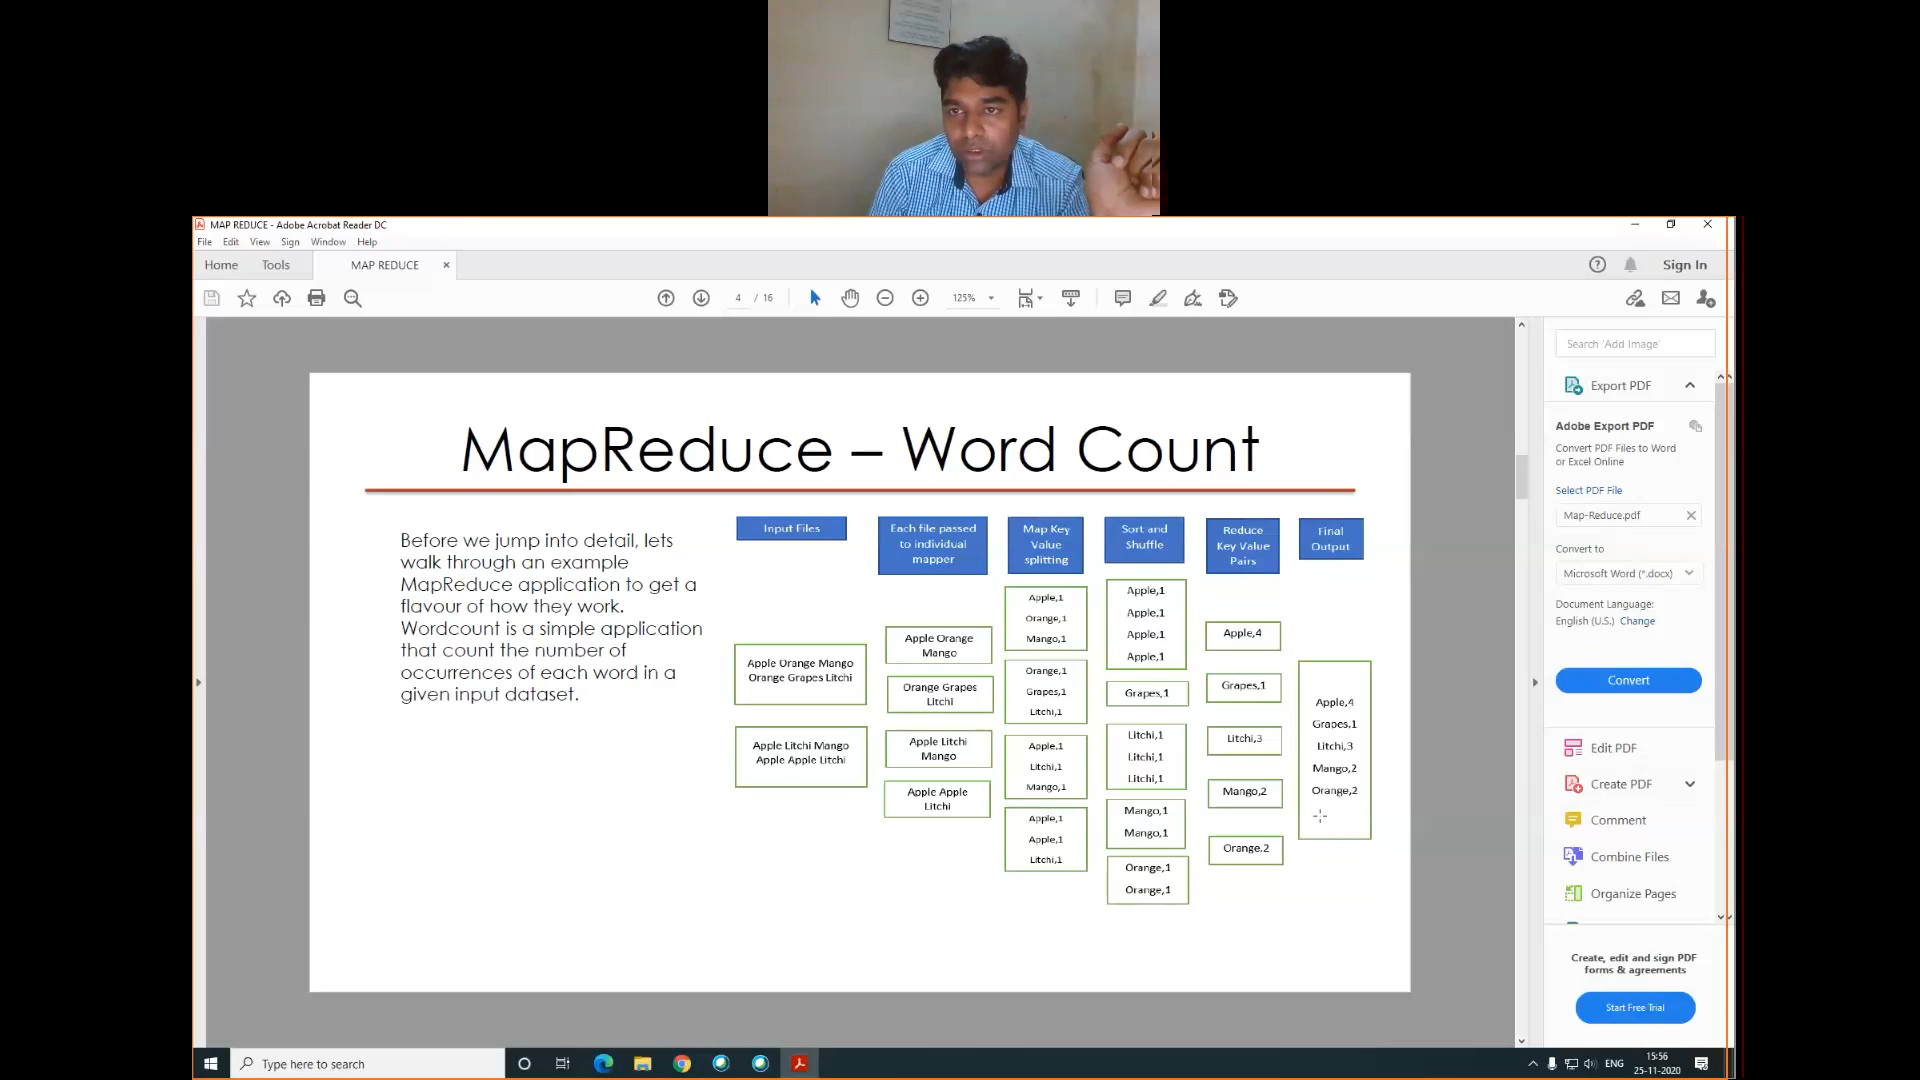 MAP REDUCE - Adobe Acrobat Reader DC
File Edit View Sign Window Help
Home Tools MAP REDUCE × Sign In
4 / 16 125%
MapReduce – Word Count
Before we jump into detail, lets
walk through an example
MapReduce application to get a
flavour of how they work.
Wordcount is a simple application
that count the number of
occurrences of each word in a
given input dataset.
Input Files
Apple Orange Mango
Orange Grapes Litchi
Apple Litchi Mango
Apple Apple Litchi
Each file passed
to individual
mapper
Apple Orange
Mango
Orange Grapes
Litchi
Apple Litchi
Mango
Apple Apple
Litchi
Map Key
Value
splitting
Apple,1
Orange,1
Mango,1
Orange,1
Grapes,1
Litchi,1
Apple,1
Litchi,1
Mango,1
Apple,1
Apple,1
Litchi,1
Sort and
Shuffle
Apple,1
Apple,1
Apple,1
Apple,1
Grapes,1
Litchi,1
Litchi,1
Litchi,1
Mango,1
Mango,1
Orange,1
Orange,1
Reduce
Key Value
Pairs
Apple,4
Grapes,1
Litchi,3
Mango,2
Orange,2
Final
Output
Apple,4
Grapes,1
Litchi,3
Mango,2
Orange,2
Search 'Add Image'
Export PDF
Adobe Export PDF
Convert PDF Files to Word
or Excel Online
Select PDF File
Map-Reduce.pdf
Convert to
Microsoft Word (*.docx)
Document Language:
English (U.S.) Change
Convert
Edit PDF
Create PDF
Comment
Combine Files
Organize Pages
Create, edit and sign PDF
forms & agreements
Start Free Trial
Type here to search
ENG
15:56
25-11-2020